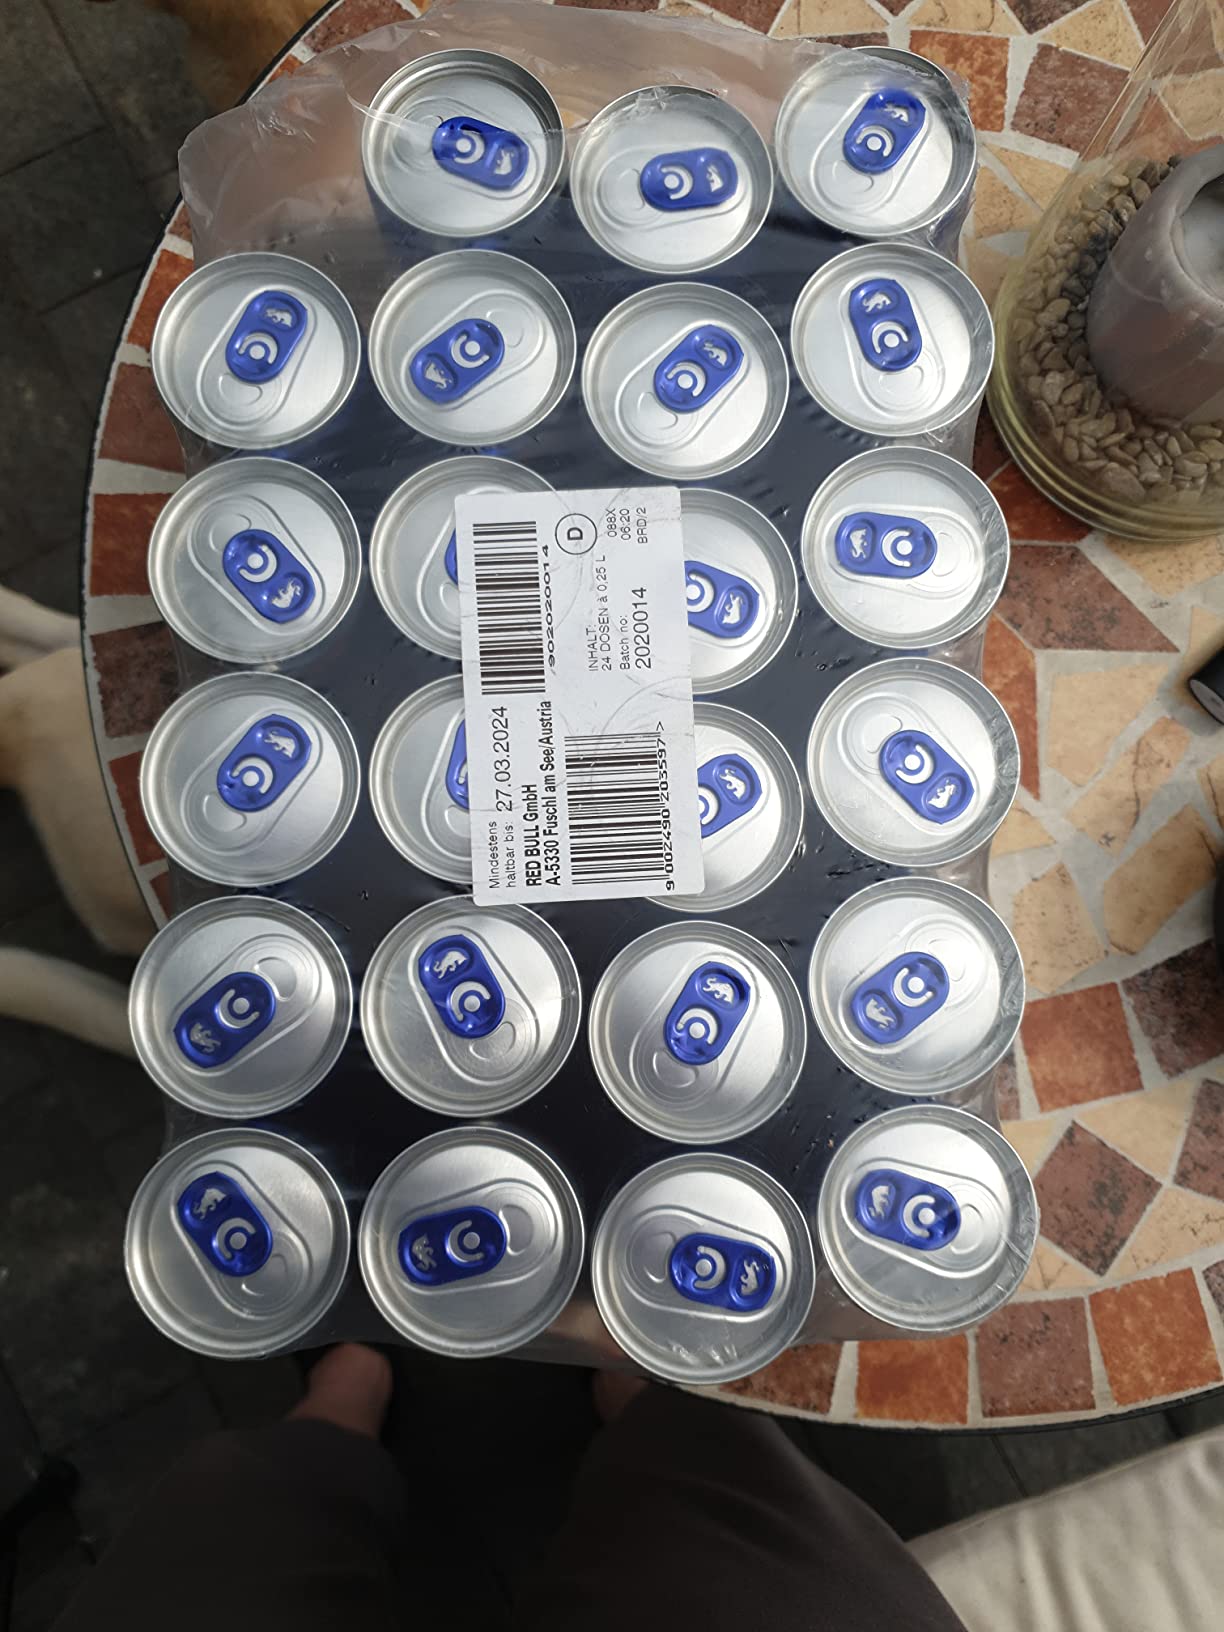 Mindestens
haltbar bis: 27.03.2024
RED BULL GmbH
A-5330 Fuschl am See/Austria
902020014
D
INHALT:
24 DOSEN à 0,25 L
Batch no:
2020014
088X
06:20
BRD/2
9 002490 203597 >